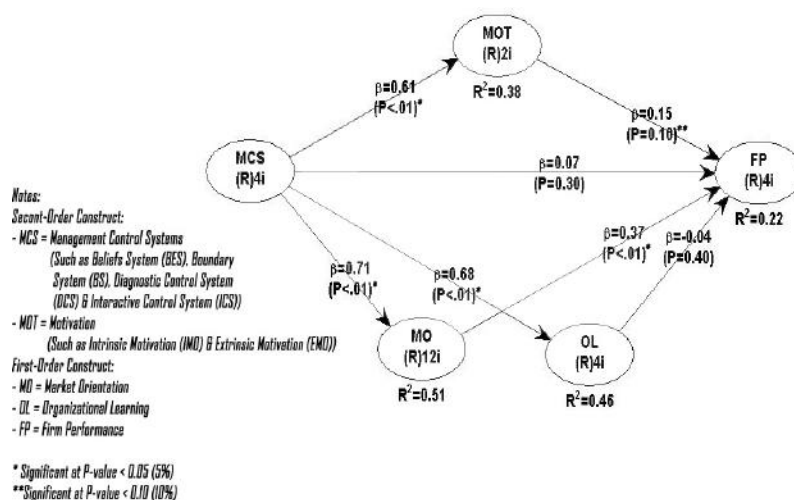 MOT
(R)2i
R²=0.38
β=0.61
(P<.01)*
β=0.15
(P=0.10)**
MCS
(R)4i
β=0.07
(P=0.30)
FP
(R)4i
R²=0.22
β=0.71
(P<.01)*
β=0.68
(P<.01)*
β=0.37
(P<.01)*
β=-0.04
(P=0.40)
MO
(R)12i
R²=0.51
OL
(R)4i
R²=0.46
Notes:
Secont-Order Construct:
- MCS = Management Control Systems
(Such as Beliefs System (BES), Boundary
System (BS), Diagnostic Control System
(DCS) & Interactive Control System (ICS))
- MOT = Motivation
(Such as Intrinsic Motivation (IMO) & Extrinsic Motivation (EMO))
First-Order Construct:
- MO = Market Orientation
- OL = Organizational Learning
- FP = Firm Performance
* Significant at P-value < 0.05 (5%)
**Significant at P-value < 0.10 (10%)